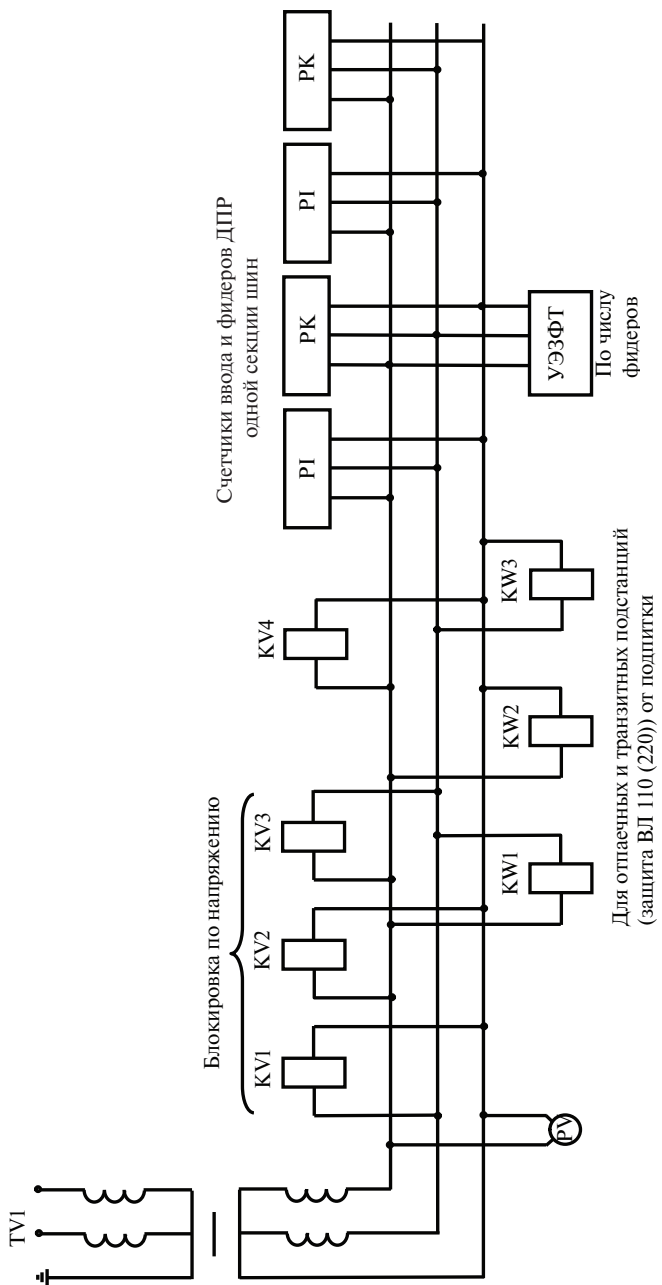 TV1
Блокировка по напряжению
KV1
KV2
KV3
KV4
Счетчики ввода и фидеров ДПР
одной секции шин
PI
PK
PI
PK
PV
KW1
KW2
KW3
УЭЗФТ
По числу
фидеров
Для отпаечных и транзитных подстанций
(защита ВЛ 110 (220)) от подпитки